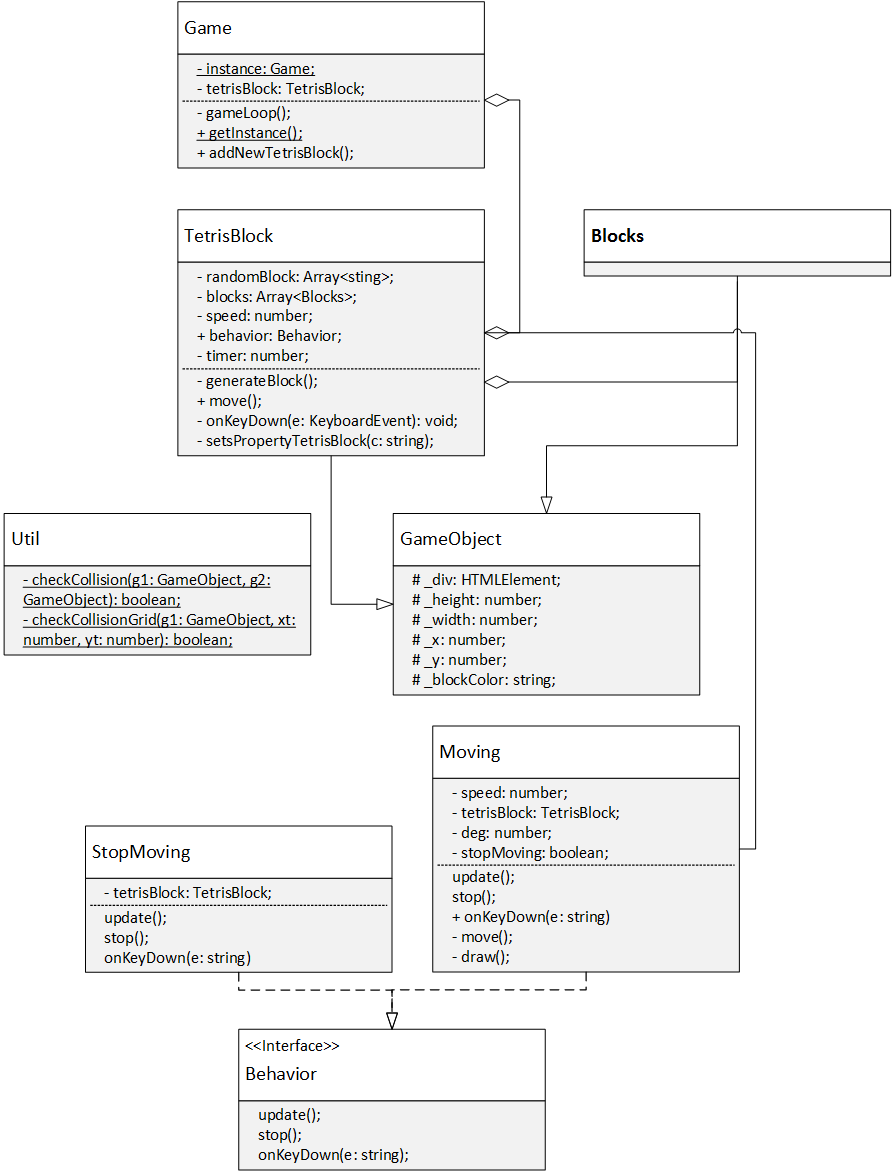 Game
- instance: Game;
- tetrisBlock: TetrisBlock;
- gameLoop();
+ getInstance();
+ addNewTetrisBlock();
TetrisBlock
- randomBlock: Array<sting>;
- blocks: Array<Blocks>;
- speed: number;
+ behavior: Behavior;
- timer: number;
- generateBlock();
+ move();
- onKeyDown(e: KeyboardEvent): void;
- setsPropertyTetrisBlock(c: string);
Blocks
Util
- checkCollision(g1: GameObject, g2:
GameObject): boolean;
- checkCollisionGrid(g1: GameObject, xt:
number, yt: number): boolean;
GameObject
# _div: HTMLElement;
# _height: number;
# _width: number;
# _x: number;
# _y: number;
# _blockColor: string;
Moving
- speed: number;
- tetrisBlock: TetrisBlock;
- deg: number;
- stopMoving: boolean;
update();
stop();
+ onKeyDown(e: string)
- move();
- draw();
StopMoving
- tetrisBlock: TetrisBlock;
update();
stop();
onKeyDown(e: string)
<<Interface>>
Behavior
update();
stop();
onKeyDown(e: string);